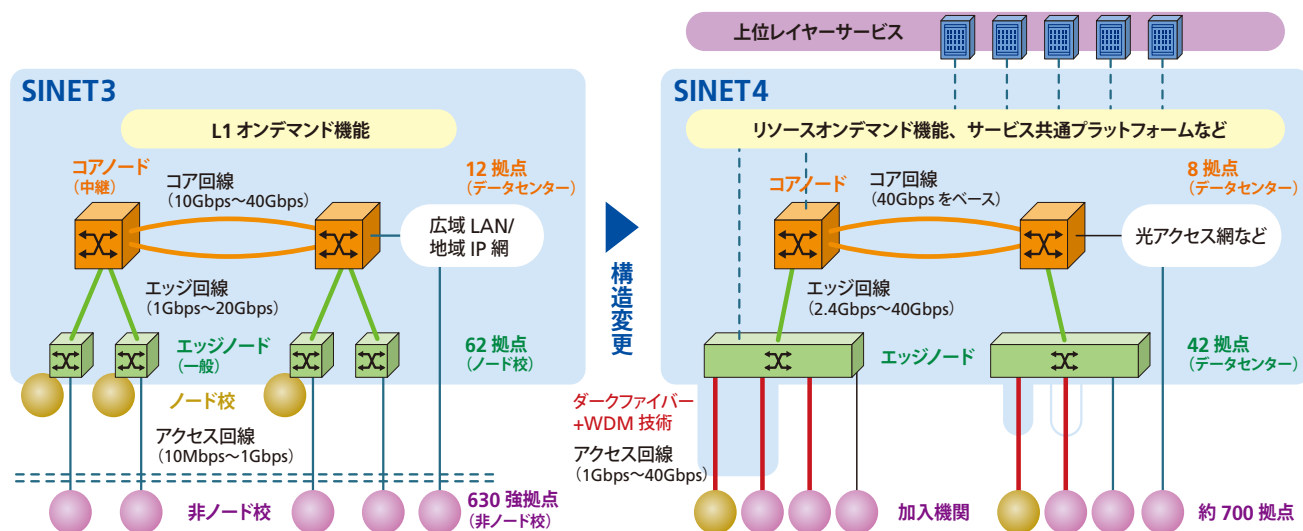 上位レイヤーサービス
SINET3
L1 オンデマンド機能
コアノード
(中継)
コア回線
(10Gbps〜40Gbps)
12 拠点
(データセンター)
広域 LAN/
地域 IP 網
エッジ回線
(1Gbps〜20Gbps)
エッジノード
(一般)
62 拠点
(ノード校)
ノード校
アクセス回線
(10Mbps〜1Gbps)
非ノード校
630 強拠点
(非ノード校)
構造変更
SINET4
リソースオンデマンド機能、サービス共通プラットフォームなど
コアノード
コア回線
(40Gbps をベース)
8 拠点
(データセンター)
光アクセス網など
エッジ回線
(2.4Gbps〜40Gbps)
エッジノード
42 拠点
(データセンター)
ダークファイバー
+WDM 技術
アクセス回線
(1Gbps〜40Gbps)
加入機関
約 700 拠点